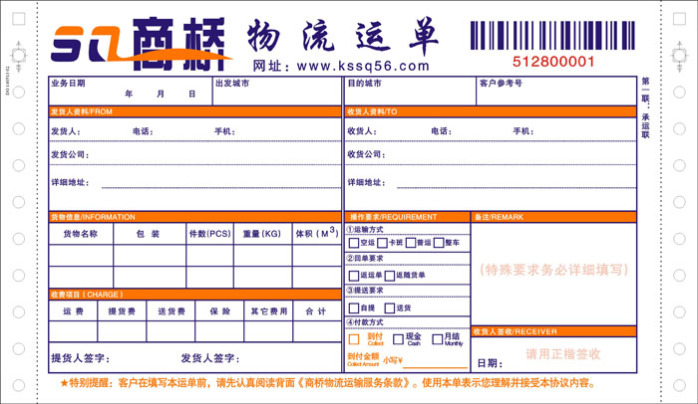 SQ 商桥 物流运单
网址：www.kssq56.com
512800001
业务日期 出发城市 目的城市 客户参考号
年 月 日
第一联：承运联
发货人资料/FROM 收货人资料/TO
发货人： 电话： 手机： 收货人： 电话： 手机：
发货公司： 收货公司：
详细地址： 详细地址：
货物信息/INFORMATION 操作要求/REQUIREMENT 备注/REMARK
货物名称 包装 件数(PCS) 重量(KG) 体积(M³)
①运输方式
空运 卡班 普运 整车
②回单要求
返运单 返随货单
(特殊要求务必详细填写)
③提送要求
自提 送货
收费项目(CHARGE)
运费 提货费 送货费 保险 其它费用 合计
④付款方式
到付 Collect 现金 Cash 月结 Monthly
到付金额 Collect Amount 小写¥
收货人签收/RECEIVER
请用正楷签收
日期：
提货人签字： 发货人签字：
★特别提醒：客户在填写本运单前，请先认真阅读背面《商桥物流运输服务条款》。使用本单表示您理解并接受本协议内容。